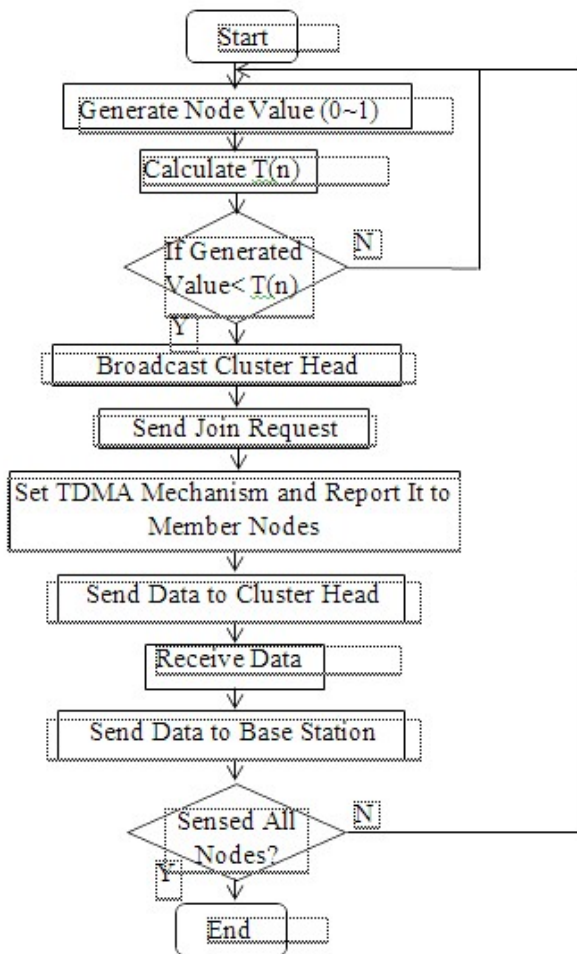 Start
Generate Node Value (0~1)
Calculate T(n)
If Generated
Value< T(n)
N
Y
Broadcast Cluster Head
Send Join Request
Set TDMA Mechanism and Report It to
Member Nodes
Send Data to Cluster Head
Receive Data
Send Data to Base Station
Sensed All
Nodes?
N
Y
End